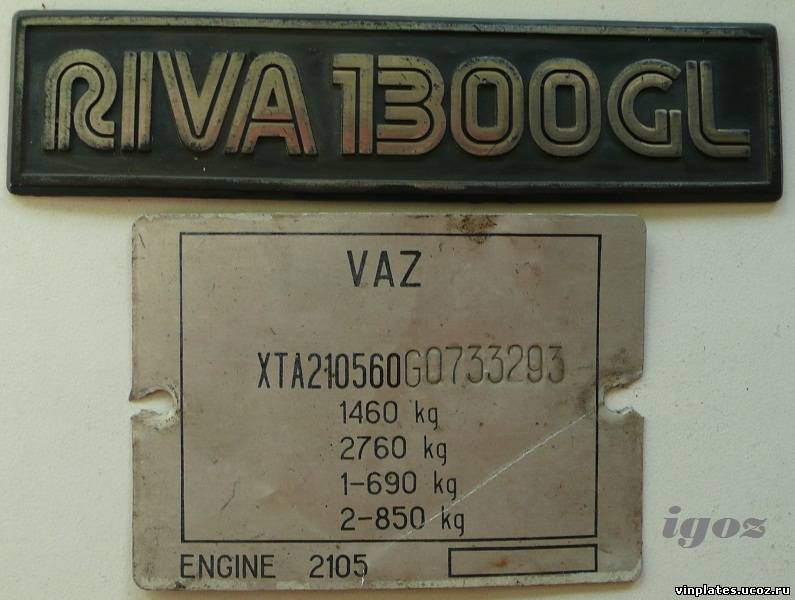 RIVA 1300GL
VAZ
XTA210560G0733293
1460 kg
2760 kg
1-690 kg
2-850 kg
ENGINE 2105
igoz
vinplates.ucoz.ru